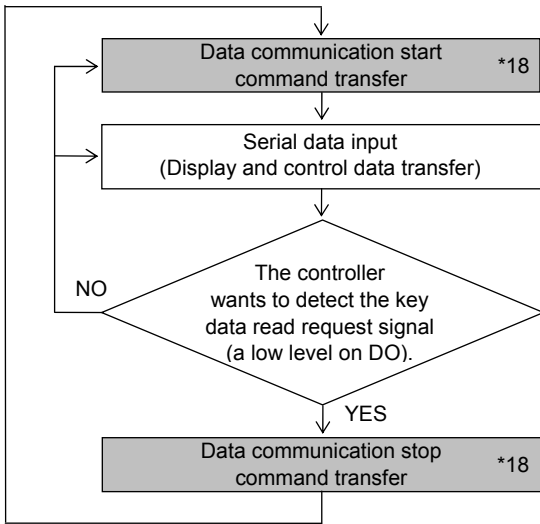 Data communication start
command transfer
*18
Serial data input
(Display and control data transfer)
The controller
wants to detect the key
data read request signal
(a low level on DO).
NO
YES
Data communication stop
command transfer
*18